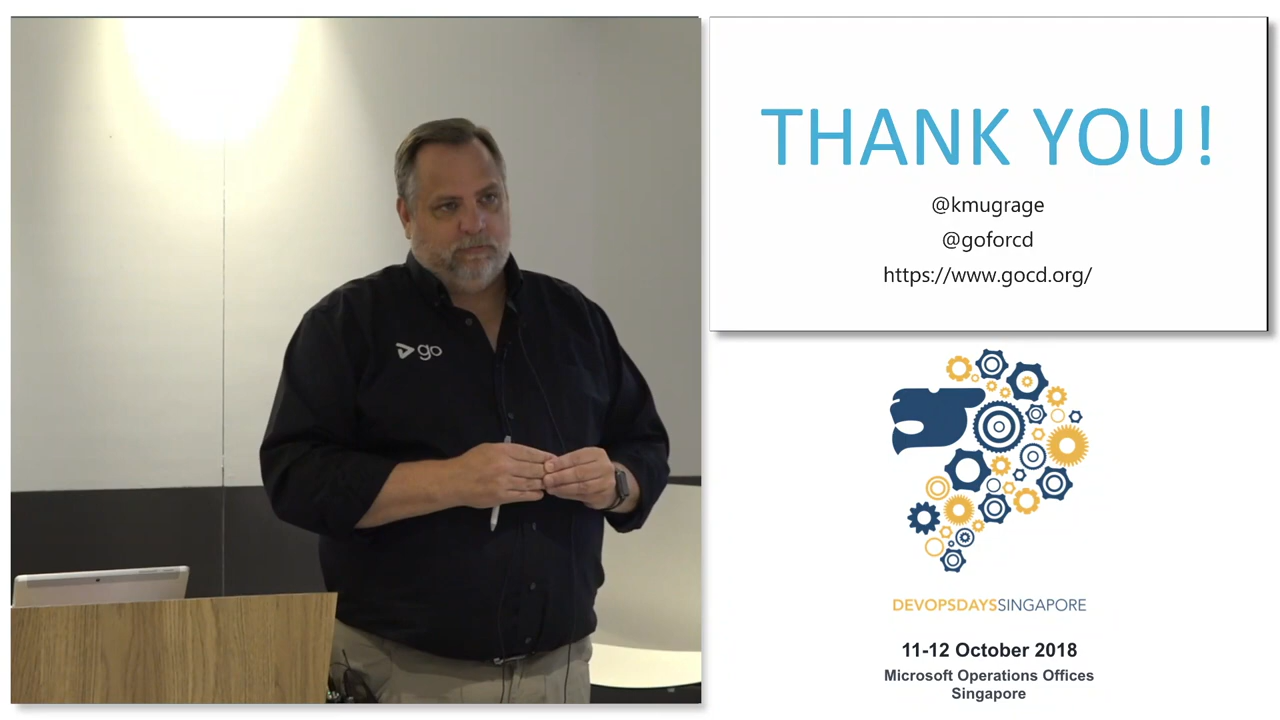 go
THANK YOU!
@kmugrage
@goforcd
https://www.gocd.org/
DEVOPSDAYSSINGAPORE
11-12 October 2018
Microsoft Operations Offices
Singapore